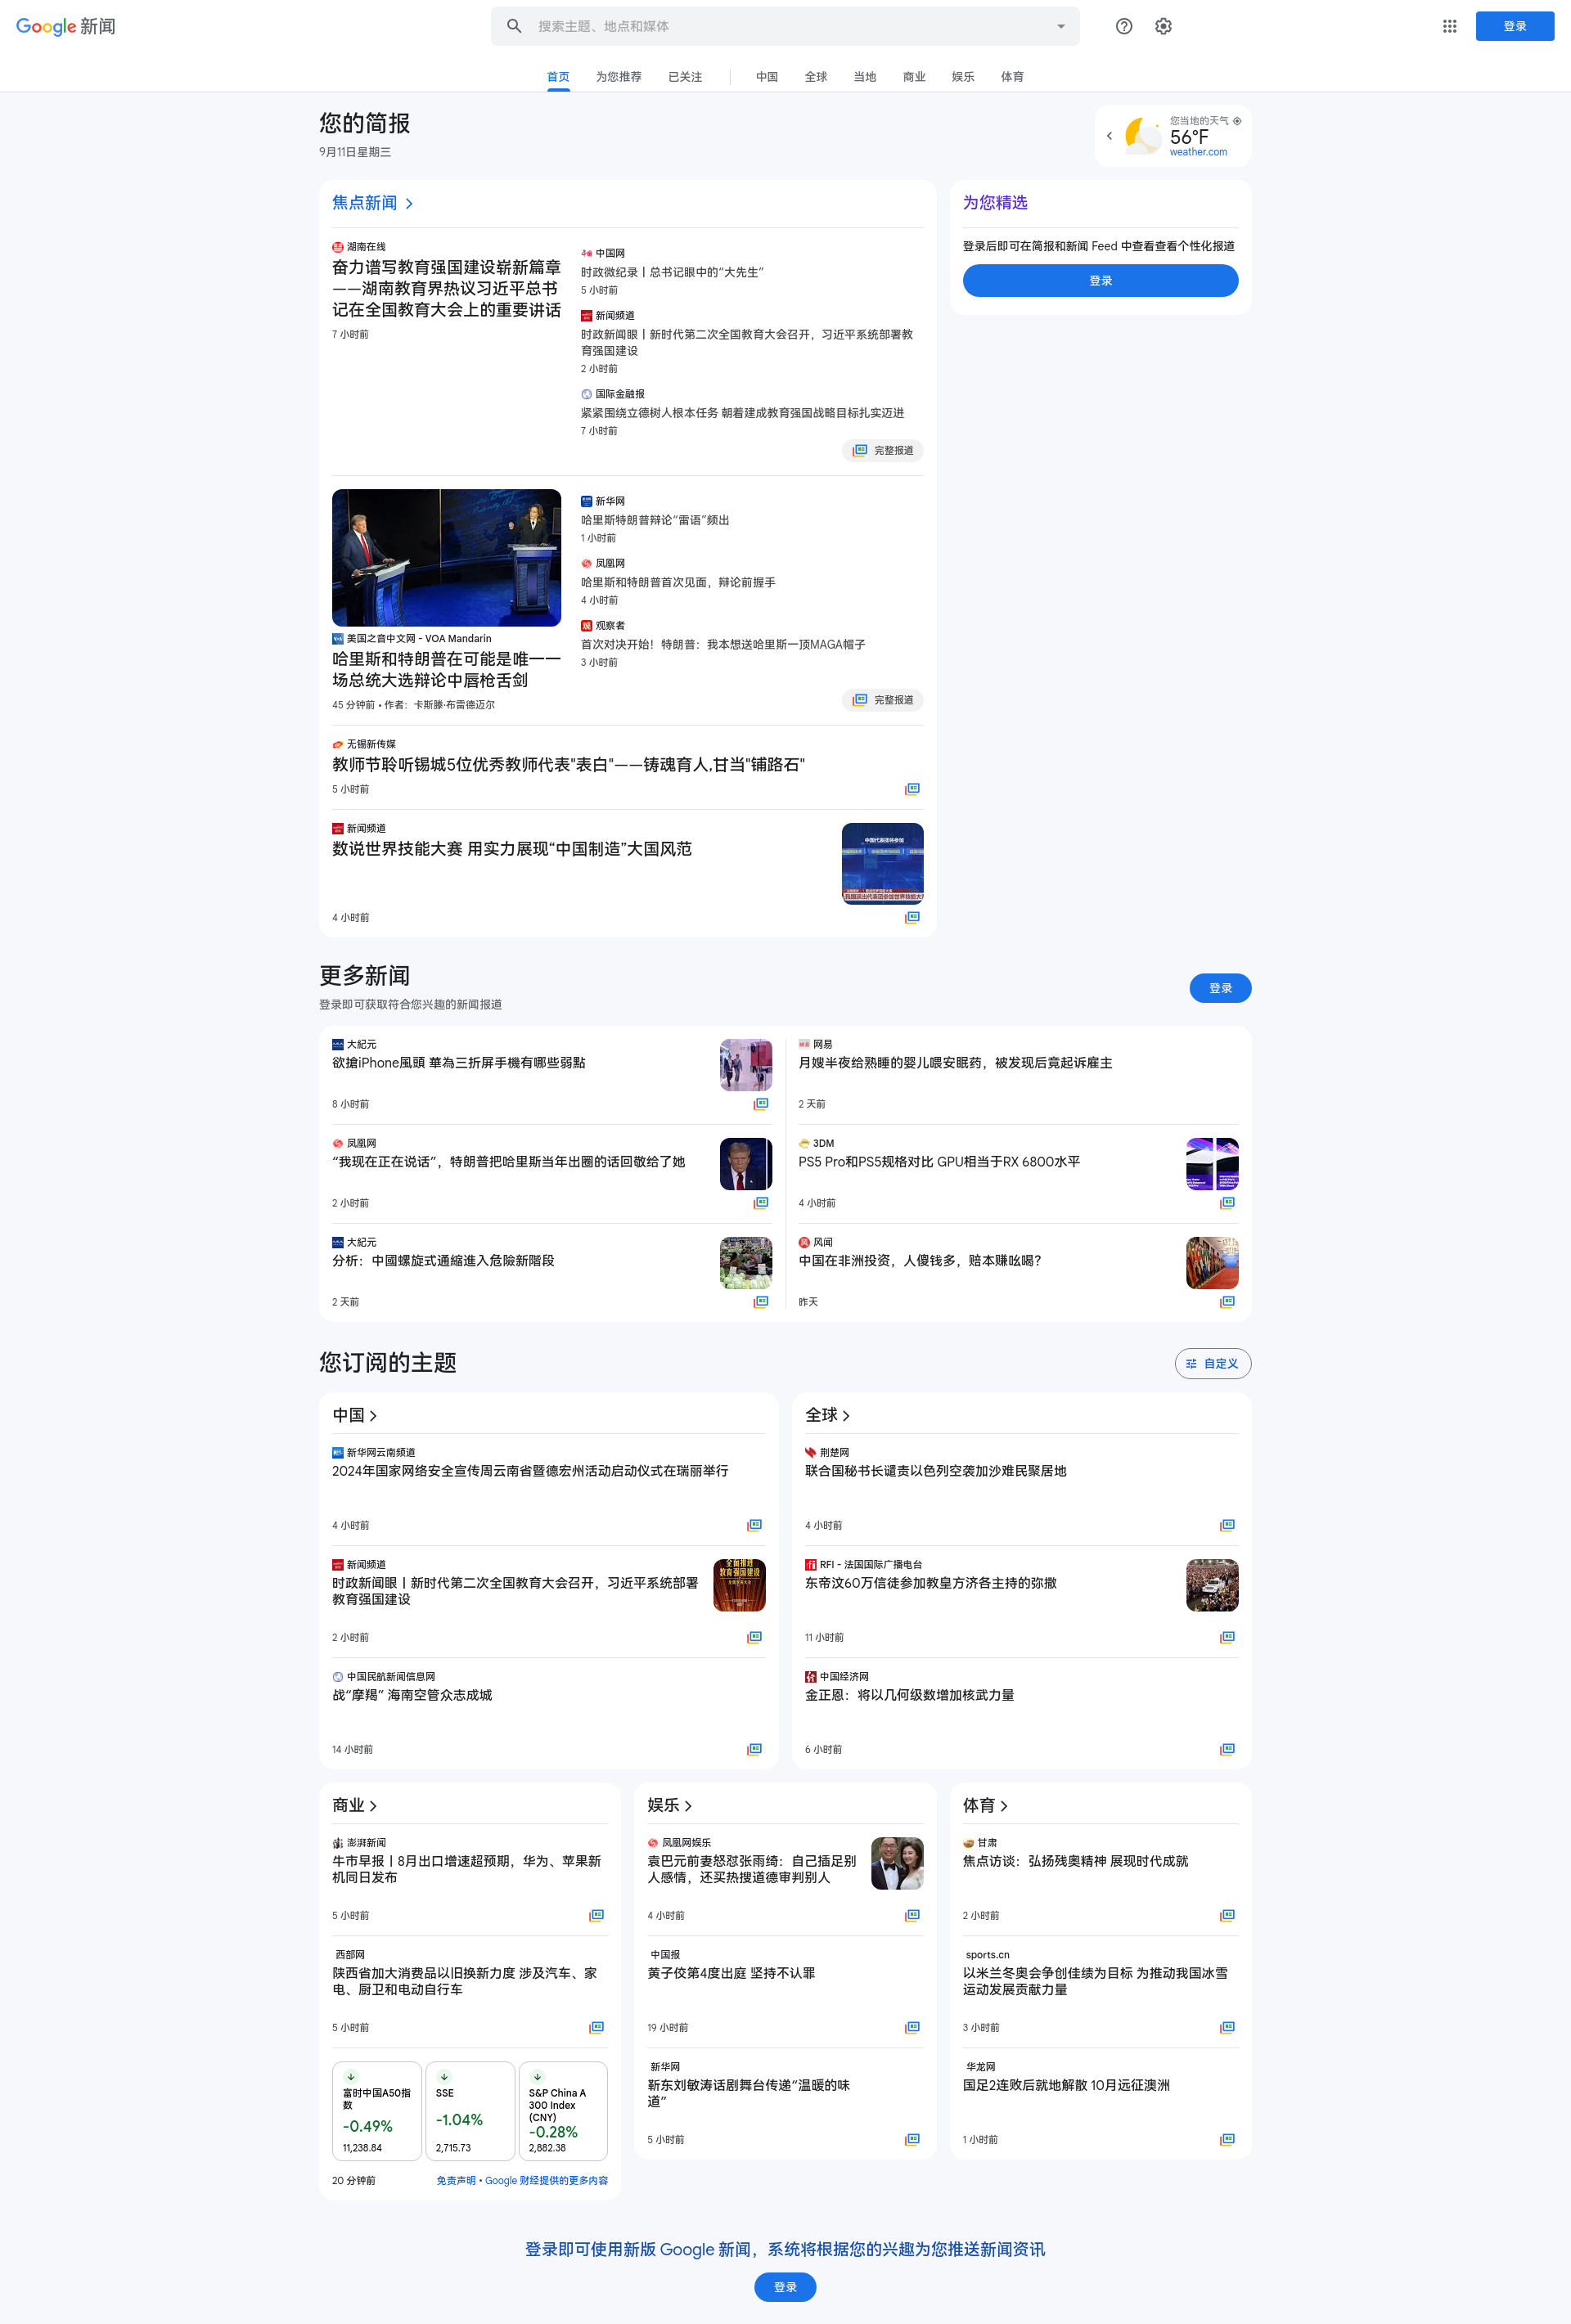 Google 新闻
搜索主题、地点和媒体
登录
首页 为您推荐 已关注 中国 全球 当地 商业 娱乐 体育
您的简报
9月11日星期三
您当地的天气
56°F
weather.com
焦点新闻
湖南在线
奋力谱写教育强国建设崭新篇章
——湖南教育界热议习近平总书
记在全国教育大会上的重要讲话
7 小时前
中国网
时政微纪录丨总书记眼中的“大先生”
5 小时前
新闻频道
时政新闻眼丨新时代第二次全国教育大会召开，习近平系统部署教
育强国建设
2 小时前
国际金融报
紧紧围绕立德树人根本任务 朝着建成教育强国战略目标扎实迈进
7 小时前
完整报道
为您精选
登录后即可在简报和新闻 Feed 中查看查看个性化报道
登录
美国之音中文网 - VOA Mandarin
哈里斯和特朗普在可能是唯一一
场总统大选辩论中唇枪舌剑
45 分钟前 • 作者：卡斯滕·布雷德迈尔
新华网
哈里斯特朗普辩论“雷语”频出
1 小时前
凤凰网
哈里斯和特朗普首次见面，辩论前握手
4 小时前
观察者
首次对决开始！特朗普：我本想送哈里斯一顶MAGA帽子
3 小时前
完整报道
无锡新传媒
教师节聆听锡城5位优秀教师代表"表白"——铸魂育人,甘当"铺路石"
5 小时前
新闻频道
数说世界技能大赛 用实力展现“中国制造”大国风范
中国代表团将参加
我国派出代表团参加世界技能大
4 小时前
更多新闻
登录即可获取符合您兴趣的新闻报道
登录
大紀元
欲搶iPhone風頭 華為三折屏手機有哪些弱點
8 小时前
网易
月嫂半夜给熟睡的婴儿喂安眠药，被发现后竟起诉雇主
2 天前
凤凰网
“我现在正在说话”，特朗普把哈里斯当年出圈的话回敬给了她
2 小时前
3DM
PS5 Pro和PS5规格对比 GPU相当于RX 6800水平
4 小时前
大紀元
分析：中國螺旋式通縮進入危險新階段
2 天前
风闻
中国在非洲投资，人傻钱多，赔本赚吆喝？
昨天
您订阅的主题
自定义
中国
新华网云南频道
2024年国家网络安全宣传周云南省暨德宏州活动启动仪式在瑞丽举行
4 小时前
新闻频道
时政新闻眼丨新时代第二次全国教育大会召开，习近平系统部署
教育强国建设
全面推进
教育强国建设
2 小时前
中国民航新闻信息网
战“摩羯” 海南空管众志成城
14 小时前
全球
荆楚网
联合国秘书长谴责以色列空袭加沙难民聚居地
4 小时前
RFI - 法国国际广播电台
东帝汶60万信徒参加教皇方济各主持的弥撒
11 小时前
中国经济网
金正恩：将以几何级数增加核武力量
6 小时前
商业
澎湃新闻
牛市早报丨8月出口增速超预期，华为、苹果新
机同日发布
5 小时前
西部网
陕西省加大消费品以旧换新力度 涉及汽车、家
电、厨卫和电动自行车
5 小时前
富时中国A50指
数
-0.49%
11,238.84
SSE
-1.04%
2,715.73
S&P China A
300 Index
(CNY)
-0.28%
2,882.38
20 分钟前
免责声明 • Google 财经提供的更多内容
娱乐
凤凰网娱乐
袁巴元前妻怒怼张雨绮：自己插足别
人感情，还买热搜道德审判别人
4 小时前
中国报
黄子佼第4度出庭 坚持不认罪
19 小时前
新华网
靳东刘敏涛话剧舞台传递“温暖的味
道”
5 小时前
体育
甘肃
焦点访谈：弘扬残奥精神 展现时代成就
2 小时前
sports.cn
以米兰冬奥会争创佳绩为目标 为推动我国冰雪
运动发展贡献力量
3 小时前
华龙网
国足2连败后就地解散 10月远征澳洲
1 小时前
登录即可使用新版 Google 新闻，系统将根据您的兴趣为您推送新闻资讯
登录